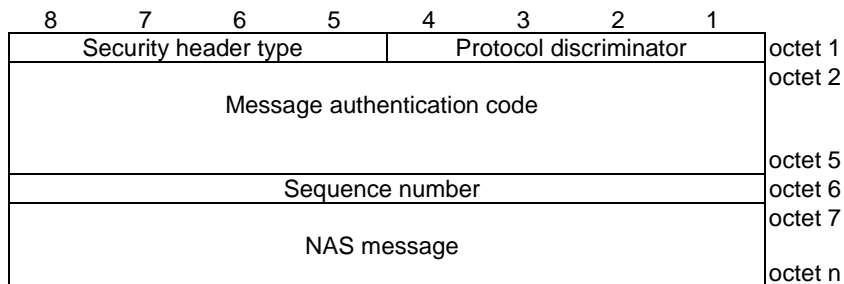 8 7 6 5 4 3 2 1
Security header type Protocol discriminator octet 1
octet 2
Message authentication code
octet 5
Sequence number octet 6
octet 7
NAS message
octet n